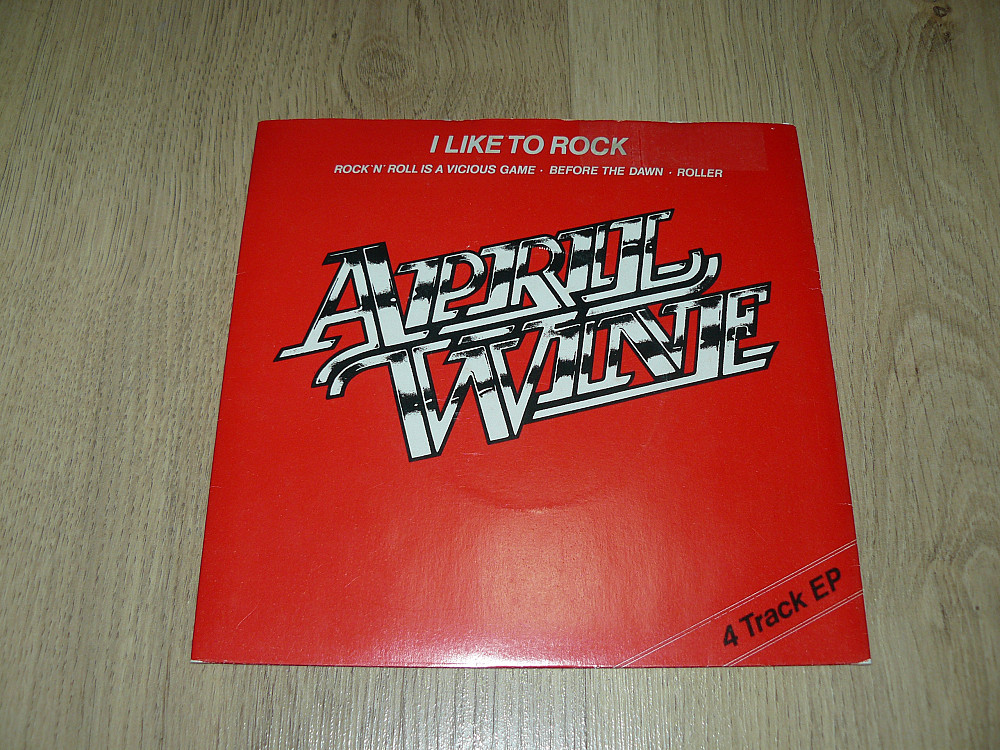 I LIKE TO ROCK
ROCK'N'ROLL IS A VICIOUS GAME · BEFORE THE DAWN · ROLLER
APRIL
WINE
4 Track EP